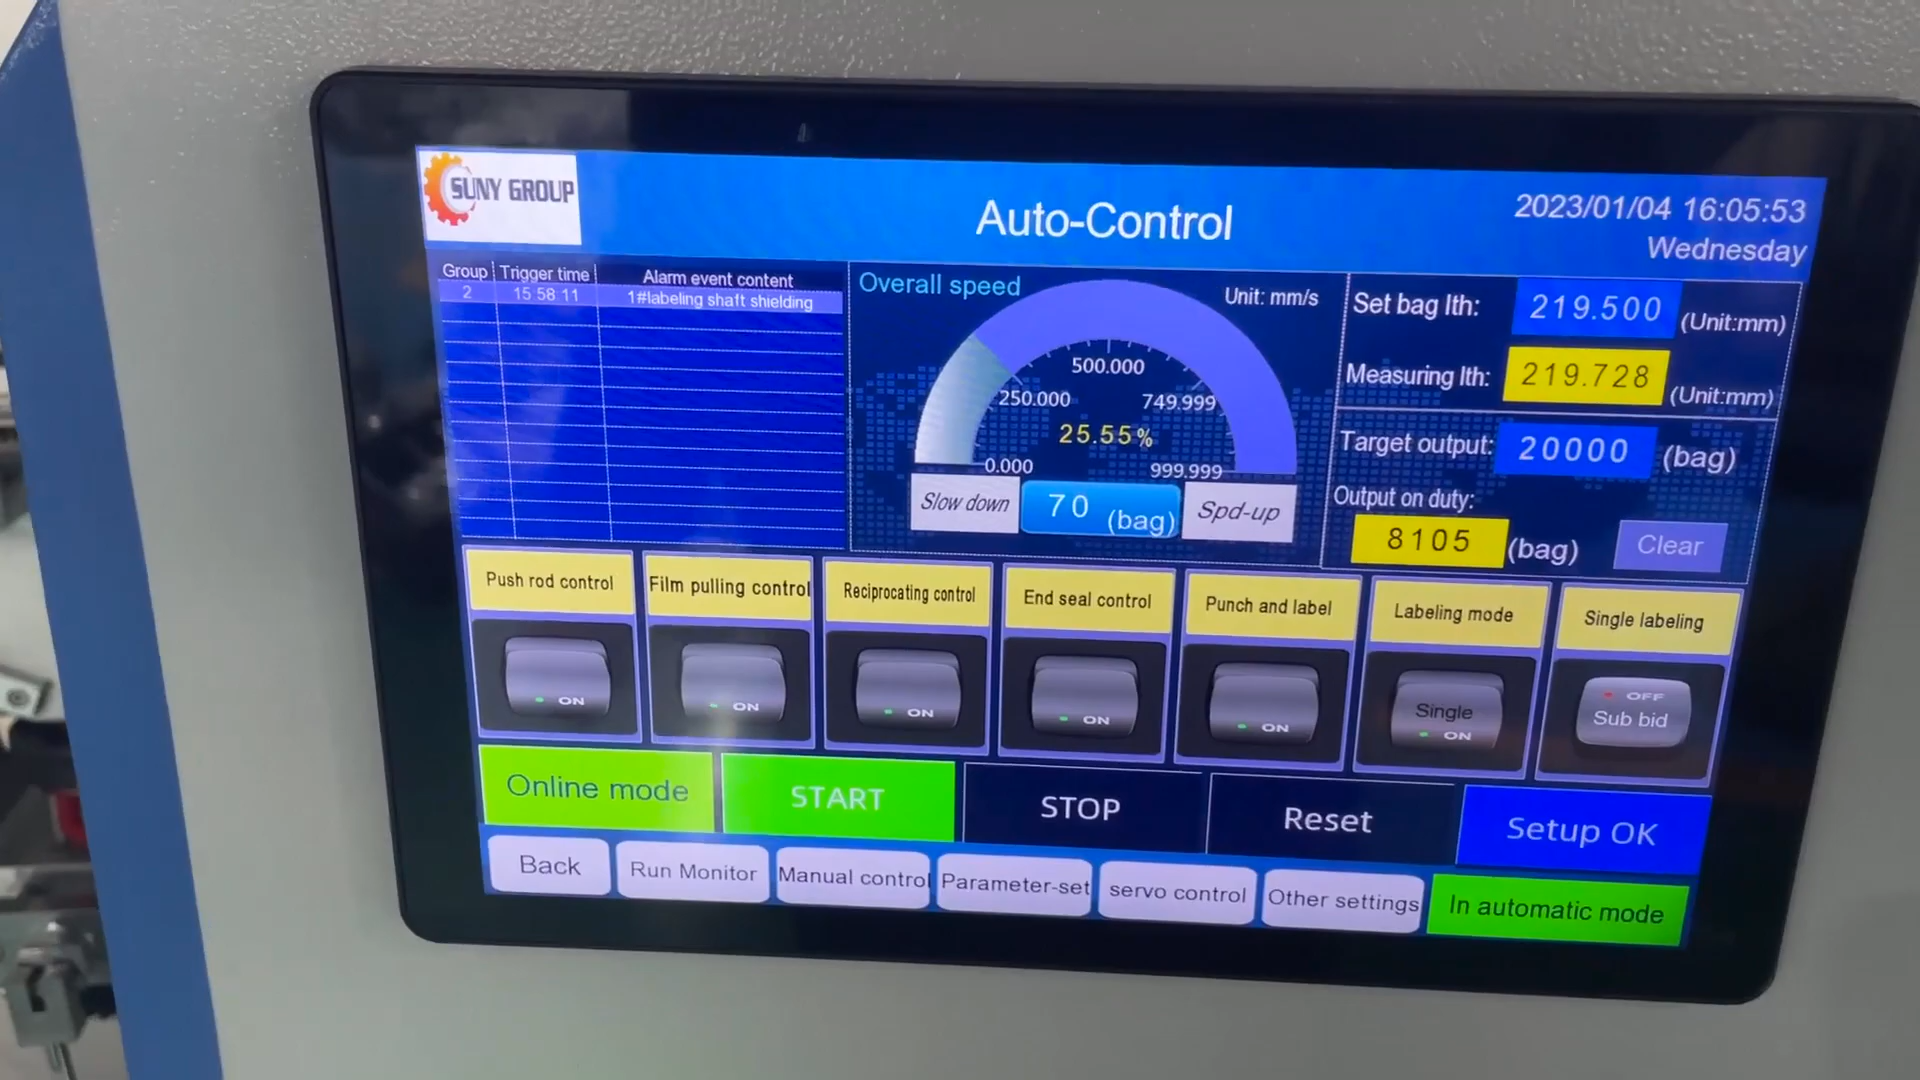 SUNY GROUP
Auto-Control
2023/01/04 16:05:53
Wednesday
Group Trigger time Alarm event content
2 15 58 11 1#labeling shaft shielding
Overall speed
Unit: mm/s
500.000
250.000 749.999
25.55%
0.000 999.999
Slow down 70 (bag) Spd-up
Set bag lth: 219.500 (Unit:mm)
Measuring lth: 219.728 (Unit:mm)
Target output: 20000 (bag)
Output on duty:
8105 (bag) Clear
Push rod control Film pulling control Reciprocating control End seal control Punch and label Labeling mode Single labeling
ON ON ON ON ON Single ON OFF Sub bid
Online mode START STOP Reset Setup OK
Back Run Monitor Manual control Parameter-set servo control Other settings In automatic mode